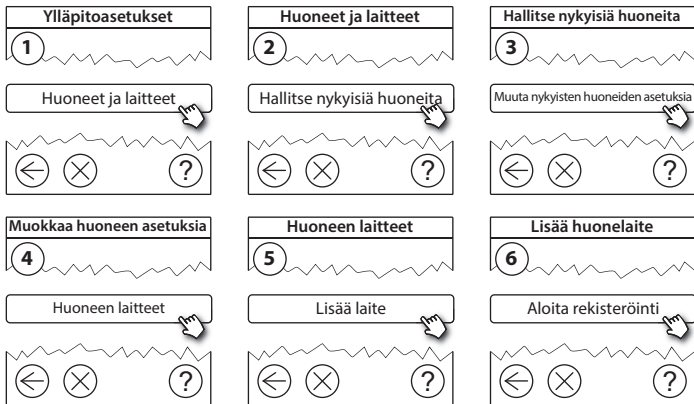 Ylläpitoasetukset
1
Huoneet ja laitteet
?
Huoneet ja laitteet
2
Hallitse nykyisiä huoneita
?
Hallitse nykyisiä huoneita
3
Muuta nykyisten huoneiden asetuksia
?
Muokkaa huoneen asetuksia
4
Huoneen laitteet
?
Huoneen laitteet
5
Lisää laite
?
Lisää huonelaite
6
Aloita rekisteröinti
?